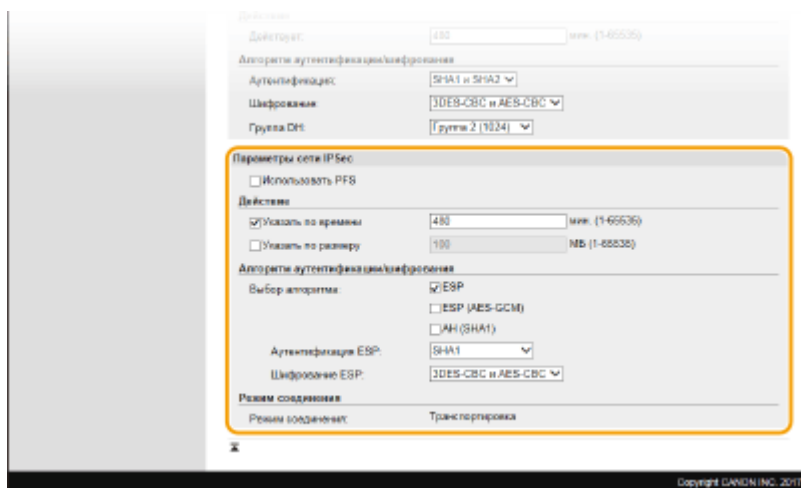 Действие
Действует: 480 мин. (1-65535)
Алгоритм аутентификации/шифрования
Аутентификация: SHA1 и SHA2
Шифрование: 3DES-CBC и AES-CBC
Группа DH: Группа 2 (1024)
Параметры сети IPSec
Использовать PFS
Действие
Указать по времени 480 мин. (1-65535)
Указать по размеру 100 МБ (1-65535)
Алгоритм аутентификации/шифрования
Выбор алгоритма: ESP
ESP (AES-GCM)
AH (SHA1)
Аутентификация ESP: SHA1
Шифрование ESP: 3DES-CBC и AES-CBC
Режим соединения
Режим соединения: Транспортировка
Copyright CANON INC. 2017